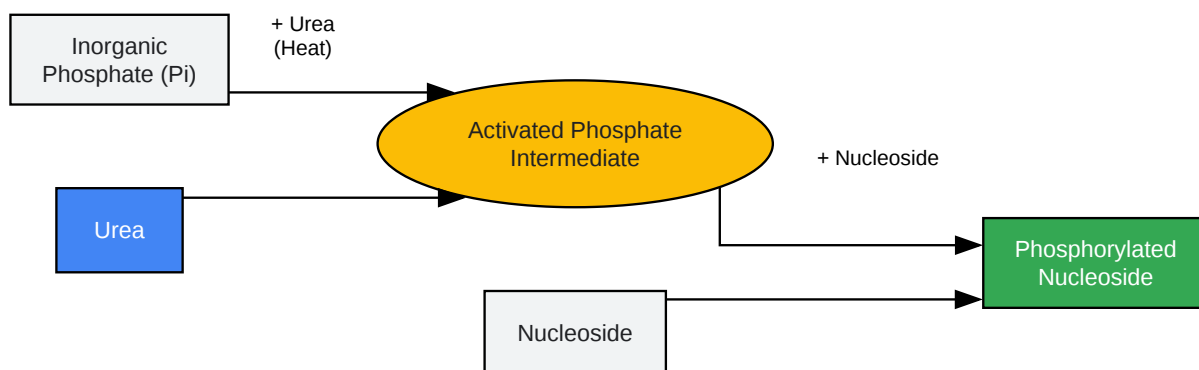 Inorganic
Phosphate (Pi)
+ Urea
(Heat)
Activated Phosphate
Intermediate
+ Nucleoside
Urea
Phosphorylated
Nucleoside
Nucleoside